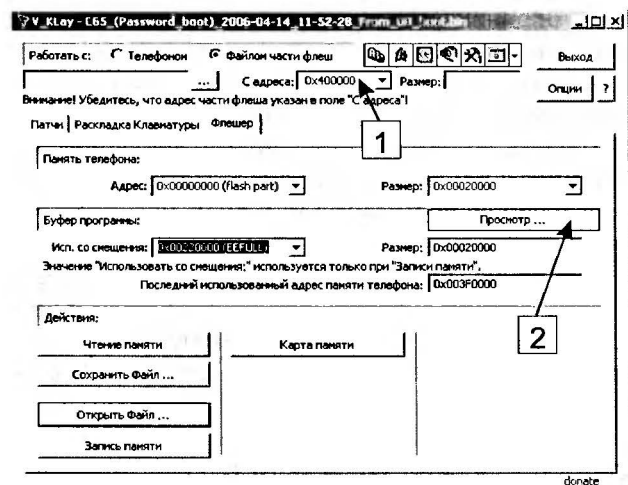 V_KLay - C65_(Password_boot)_2006-04-14_11-52-28_From_
Работать с: Телефоном Файлом части флеш Выход
... С адреса: 0x400000 Размер: Опции ?
Внимание! Убедитесь, что адрес части флеша указан в поле "С адреса"!
1
Патчи Раскладка Клавиатуры Флешер
Память телефона:
Адрес: 0x00000000 (flash part) Размер: 0x00020000
Буфер программы: Просмотр ...
Исп. со смещения: 0x00220000 (EEFULL) Размер: 0x00020000
Значение "Использовать со смещения;" используется только при "Записи памяти".
Последний использованный адрес памяти телефона: 0x003F0000
2
Действия:
Чтение памяти Карта памяти
Сохранить Файл ...
Открыть Файл ...
Запись памяти
donate